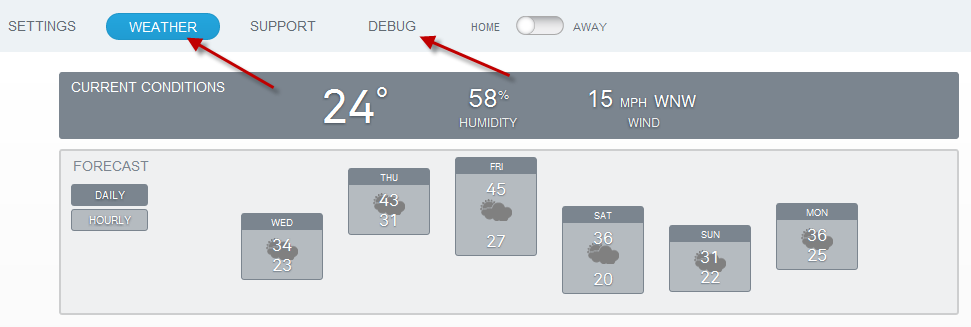 SETTINGS WEATHER SUPPORT DEBUG HOME AWAY
CURRENT CONDITIONS 24° 58% 15 MPH WNW
HUMIDITY WIND
FORECAST
DAILY
HOURLY
WED
34
23
THU
43
31
FRI
45
27
SAT
36
20
SUN
31
22
MON
36
25